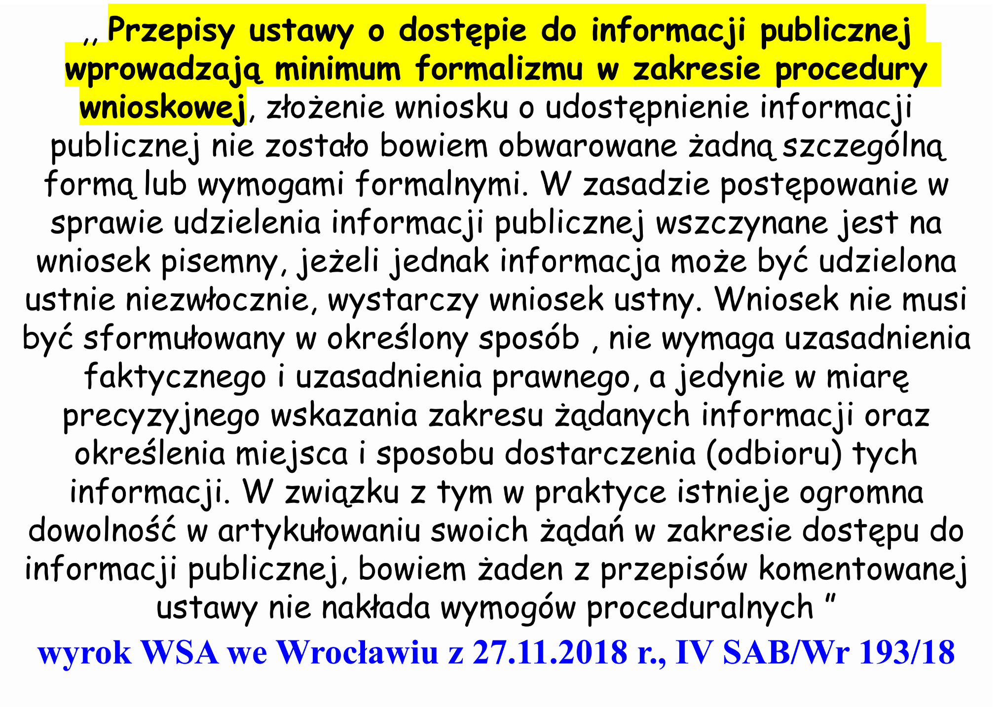 ,, Przepisy ustawy o dostępie do informacji publicznej
wprowadzają minimum formalizmu w zakresie procedury
wnioskowej, złożenie wniosku o udostępnienie informacji
publicznej nie zostało bowiem obwarowane żadną szczególną
formą lub wymogami formalnymi. W zasadzie postępowanie w
sprawie udzielenia informacji publicznej wszczynane jest na
wniosek pisemny, jeżeli jednak informacja może być udzielona
ustnie niezwłocznie, wystarczy wniosek ustny. Wniosek nie musi
być sformułowany w określony sposób , nie wymaga uzasadnienia
faktycznego i uzasadnienia prawnego, a jedynie w miarę
precyzyjnego wskazania zakresu żądanych informacji oraz
określenia miejsca i sposobu dostarczenia (odbioru) tych
informacji. W związku z tym w praktyce istnieje ogromna
dowolność w artykułowaniu swoich żądań w zakresie dostępu do
informacji publicznej, bowiem żaden z przepisów komentowanej
ustawy nie nakłada wymogów proceduralnych ”
wyrok WSA we Wrocławiu z 27.11.2018 r., IV SAB/Wr 193/18